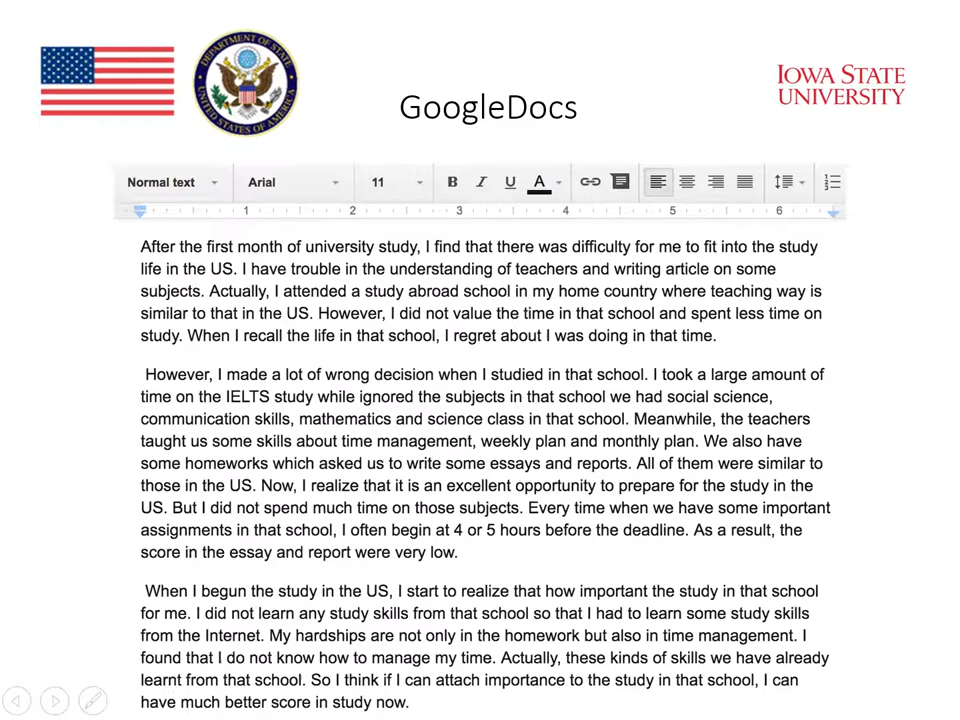 DEPARTMENT OF STATE
UNITED STATES OF AMERICA
IOWA STATE
UNIVERSITY
GoogleDocs
Normal text Arial 11 B I U A
1 2 3 4 5 6
After the first month of university study, I find that there was difficulty for me to fit into the study
life in the US. I have trouble in the understanding of teachers and writing article on some
subjects. Actually, I attended a study abroad school in my home country where teaching way is
similar to that in the US. However, I did not value the time in that school and spent less time on
study. When I recall the life in that school, I regret about I was doing in that time.
However, I made a lot of wrong decision when I studied in that school. I took a large amount of
time on the IELTS study while ignored the subjects in that school we had social science,
communication skills, mathematics and science class in that school. Meanwhile, the teachers
taught us some skills about time management, weekly plan and monthly plan. We also have
some homeworks which asked us to write some essays and reports. All of them were similar to
those in the US. Now, I realize that it is an excellent opportunity to prepare for the study in the
US. But I did not spend much time on those subjects. Every time when we have some important
assignments in that school, I often begin at 4 or 5 hours before the deadline. As a result, the
score in the essay and report were very low.
When I begun the study in the US, I start to realize that how important the study in that school
for me. I did not learn any study skills from that school so that I had to learn some study skills
from the Internet. My hardships are not only in the homework but also in time management. I
found that I do not know how to manage my time. Actually, these kinds of skills we have already
learnt from that school. So I think if I can attach importance to the study in that school, I can
have much better score in study now.